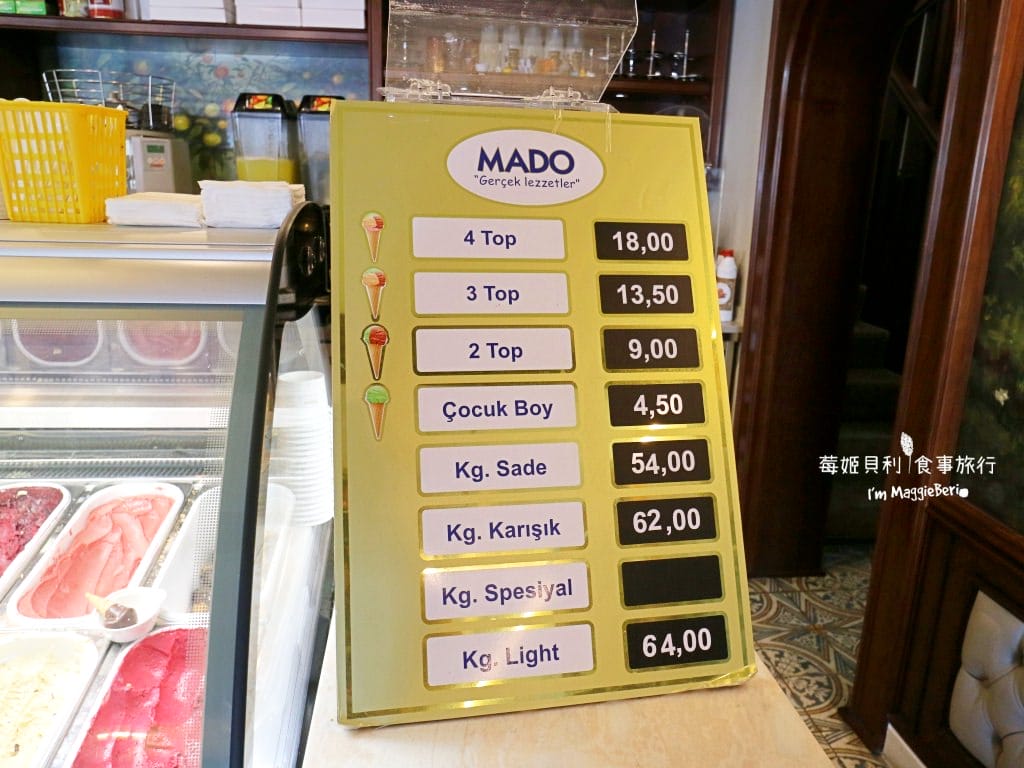 MADO
"Gerçek lezzetler"
4 Top 18,00
3 Top 13,50
2 Top 9,00
Çocuk Boy 4,50
Kg. Sade 54,00
Kg. Karışık 62,00
Kg. Spesiyal
Kg. Light 64,00
莓姬貝利 食事旅行
I'm MaggieBeri